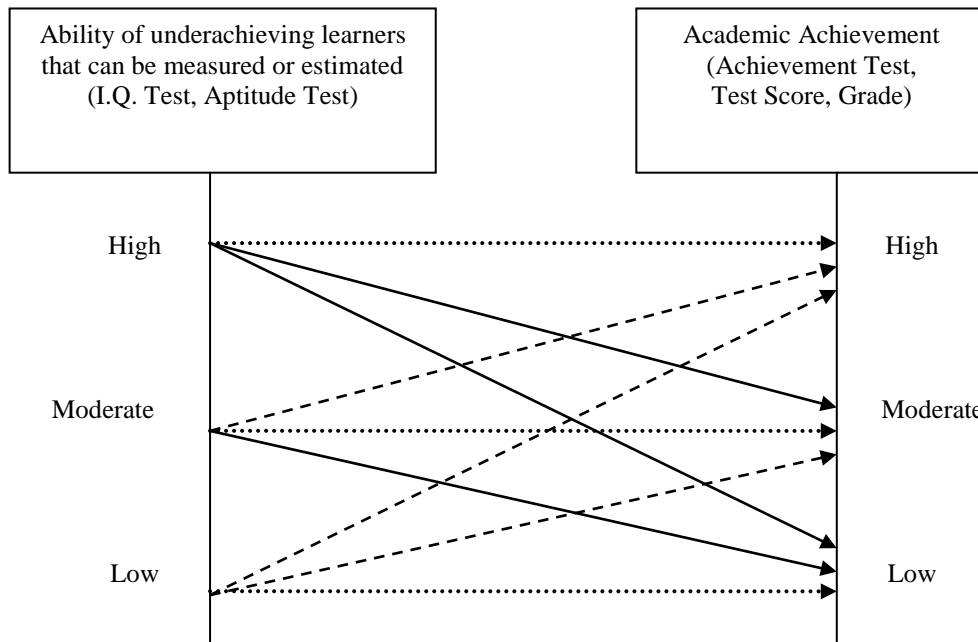 Ability of underachieving learners
that can be measured or estimated
(I.Q. Test, Aptitude Test)
Academic Achievement
(Achievement Test,
Test Score, Grade)
High
High
Moderate
Moderate
Low
Low